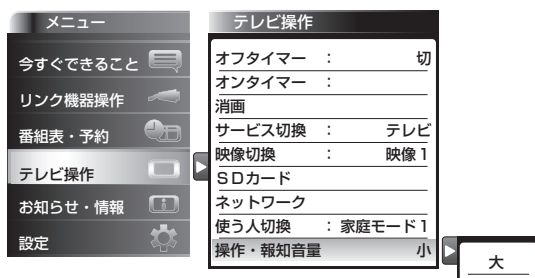 メニュー
今すぐできること
リンク機器操作
番組表・予約
テレビ操作
お知らせ・情報
設定
テレビ操作
オフタイマー : 切
オンタイマー :
消画
サービス切換 : テレビ
映像切換 : 映像1
SDカード
ネットワーク
使う人切換 : 家庭モード1
操作・報知音量 小
大